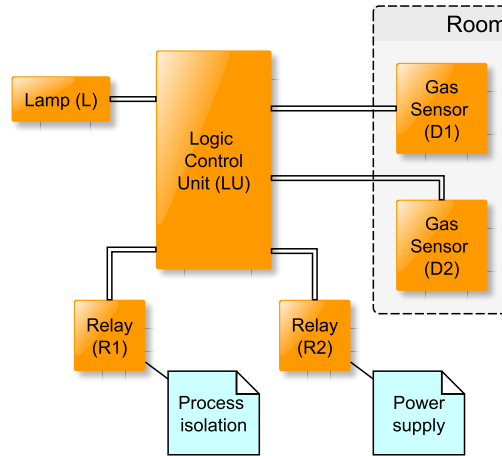 Room
Lamp (L)
Logic
Control
Unit (LU)
Gas
Sensor
(D1)
Gas
Sensor
(D2)
Relay
(R1)
Relay
(R2)
Process
isolation
Power
supply